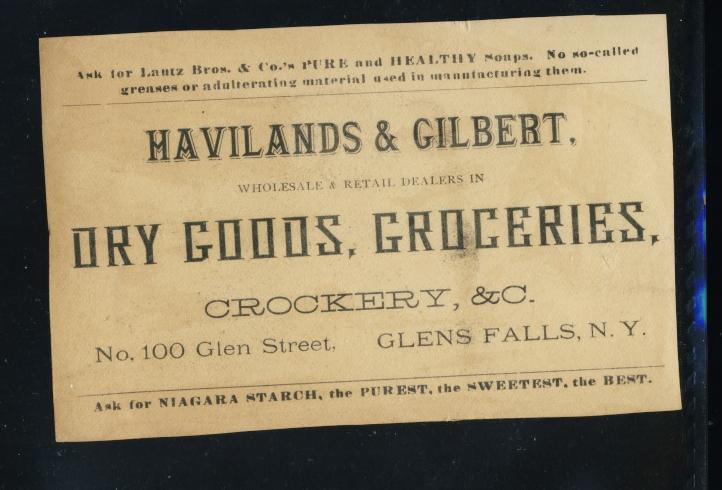 Ask for Lautz Bros. & Co.'s PURE and HEALTHY Soaps. No so-called
greases or adulterating material used in manufacturing them.
HAVILANDS & GILBERT,
WHOLESALE & RETAIL DEALERS IN
DRY GOODS, GROCERIES,
CROCKERY, &C.
No. 100 Glen Street, GLENS FALLS, N. Y.
Ask for NIAGARA STARCH, the PUREST, the SWEETEST, the BEST.